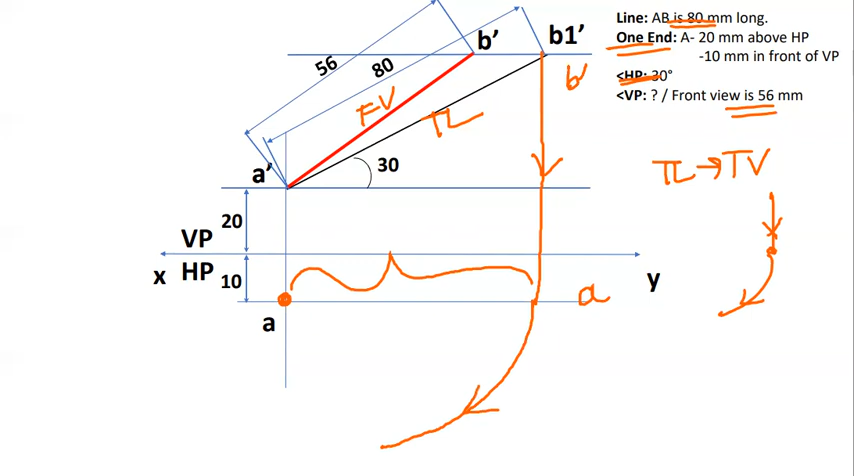 Line: AB is 80 mm long.
One End: A- 20 mm above HP
-10 mm in front of VP
<HP: 30°
<VP: ? / Front view is 56 mm
b'
b1'
56
80
b'
FV
TL
a'
30
TL → TV
20
VP
x
HP
10
y
a
a